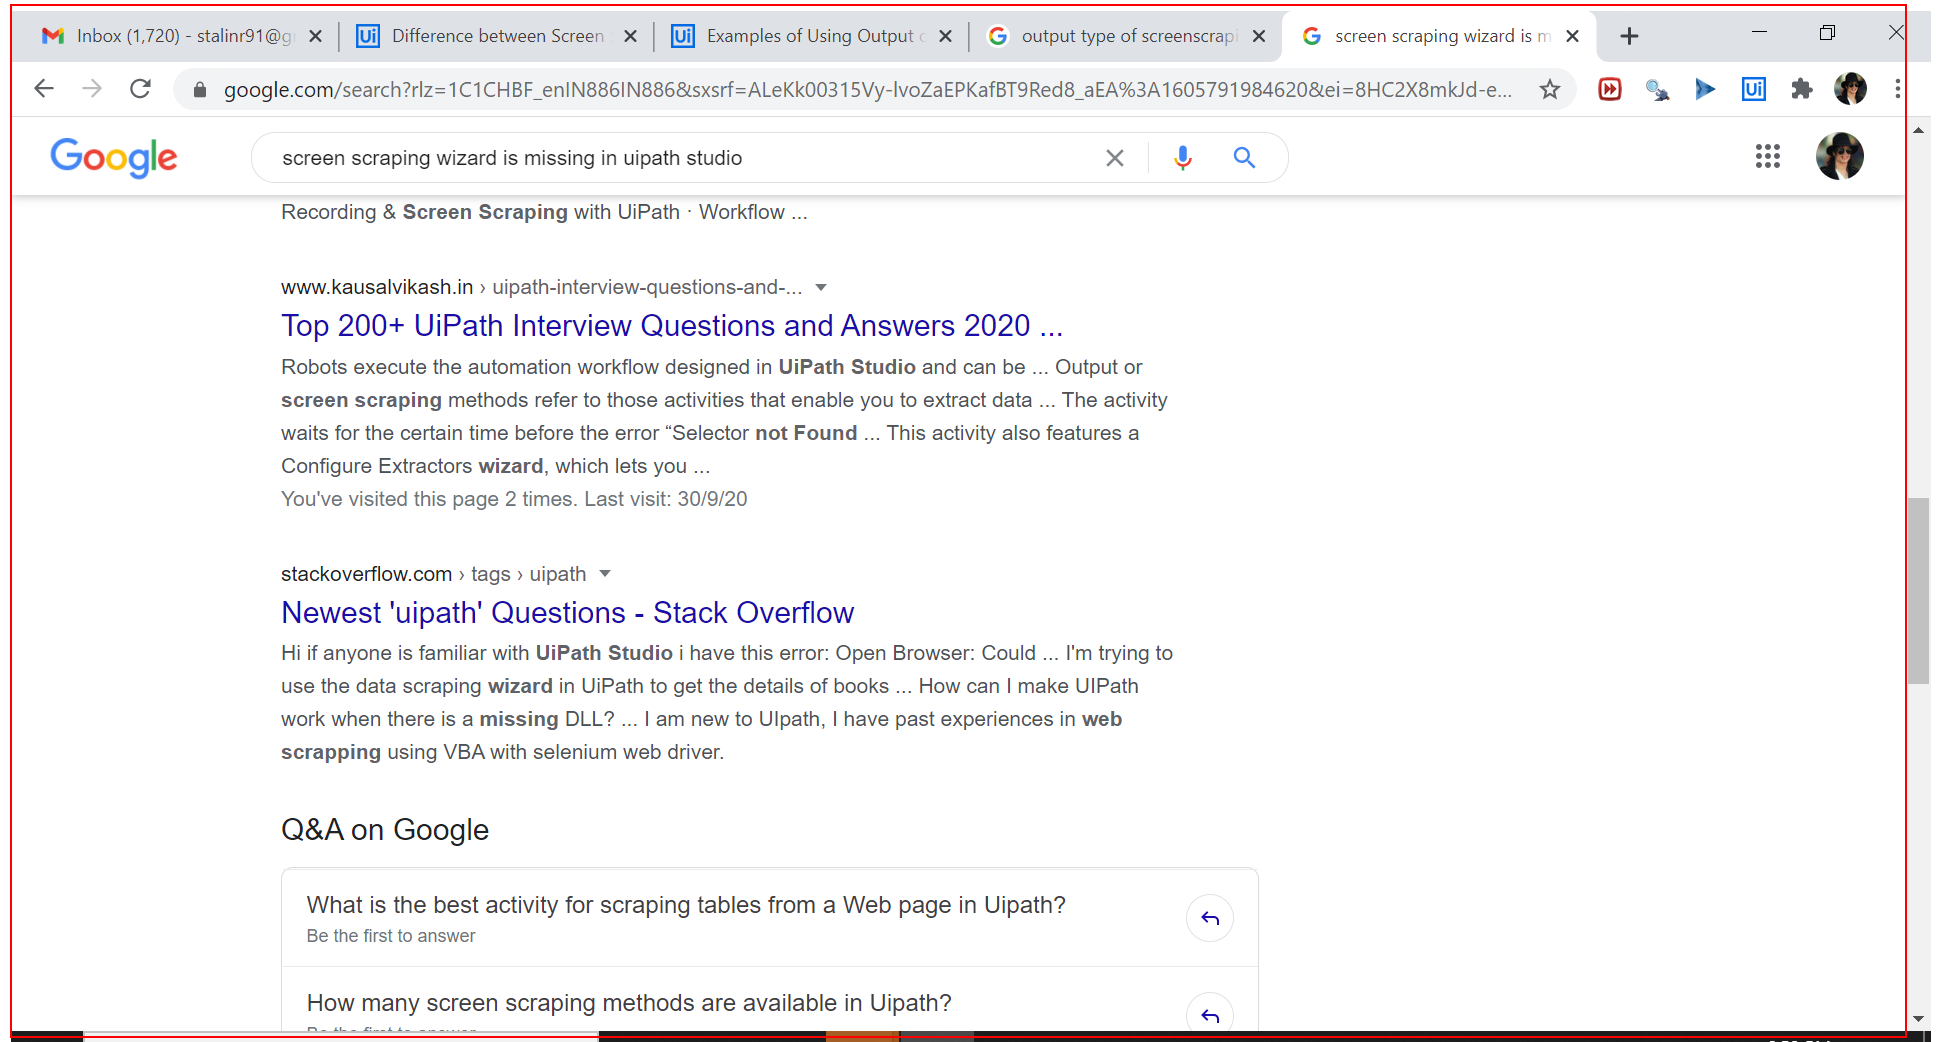 Inbox (1,720) - stalinr91@g
Difference between Screen
Examples of Using Output
output type of screenscrapi
screen scraping wizard is m
google.com/search?rlz=1C1CHBF_enIN886IN886&sxsrf=ALeKk00315Vy-lvoZaEPKafBT9Red8_aEA%3A1605791984620&ei=8HC2X8mkJd-e...
Google
screen scraping wizard is missing in uipath studio
Recording & Screen Scraping with UiPath · Workflow ...
www.kausalvikash.in › uipath-interview-questions-and-...
Top 200+ UiPath Interview Questions and Answers 2020 ...
Robots execute the automation workflow designed in UiPath Studio and can be ... Output or
screen scraping methods refer to those activities that enable you to extract data ... The activity
waits for the certain time before the error “Selector not Found ... This activity also features a
Configure Extractors wizard, which lets you ...
You've visited this page 2 times. Last visit: 30/9/20
stackoverflow.com › tags › uipath
Newest 'uipath' Questions - Stack Overflow
Hi if anyone is familiar with UiPath Studio i have this error: Open Browser: Could ... I'm trying to
use the data scraping wizard in UiPath to get the details of books ... How can I make UIPath
work when there is a missing DLL? ... I am new to UIpath, I have past experiences in web
scrapping using VBA with selenium web driver.
Q&A on Google
What is the best activity for scraping tables from a Web page in Uipath?
Be the first to answer
How many screen scraping methods are available in Uipath?
Be the first to answer